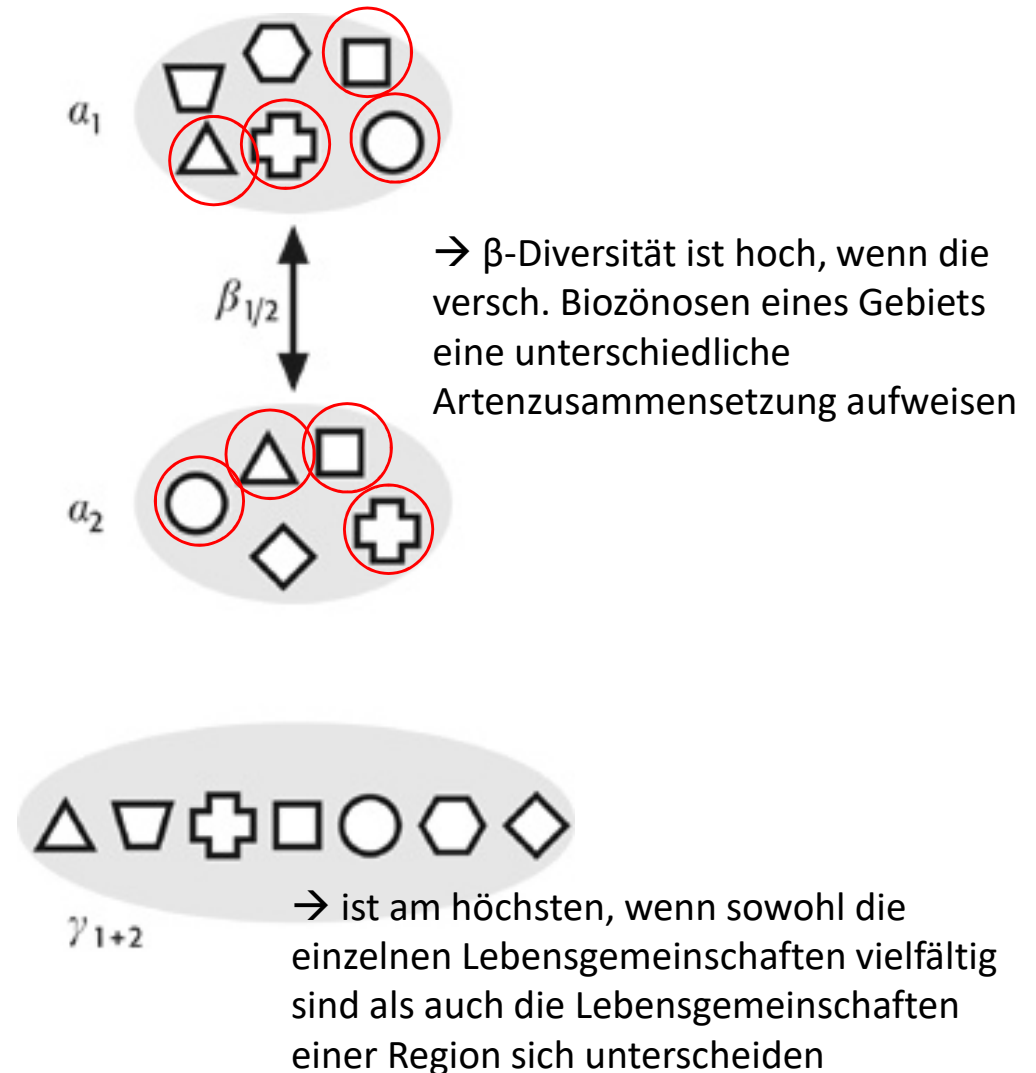 α1
→ β-Diversität ist hoch, wenn die
β1/2
versch. Biozönosen eines Gebiets
eine unterschiedliche
Artenzusammensetzung aufweisen
α2
γ1+2
→ ist am höchsten, wenn sowohl die
einzelnen Lebensgemeinschaften vielfältig
sind als auch die Lebensgemeinschaften
einer Region sich unterscheiden